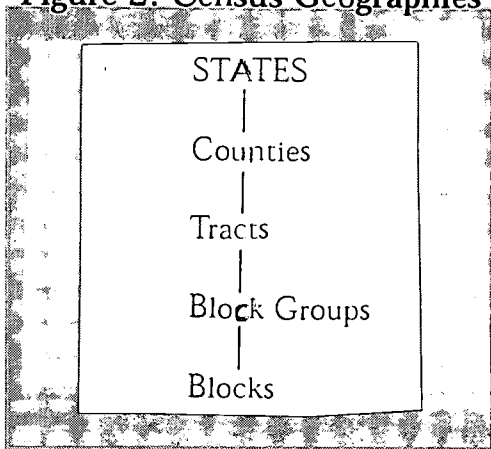 Figure 2: Census Geographies
STATES
Counties
Tracts
Block Groups
Blocks